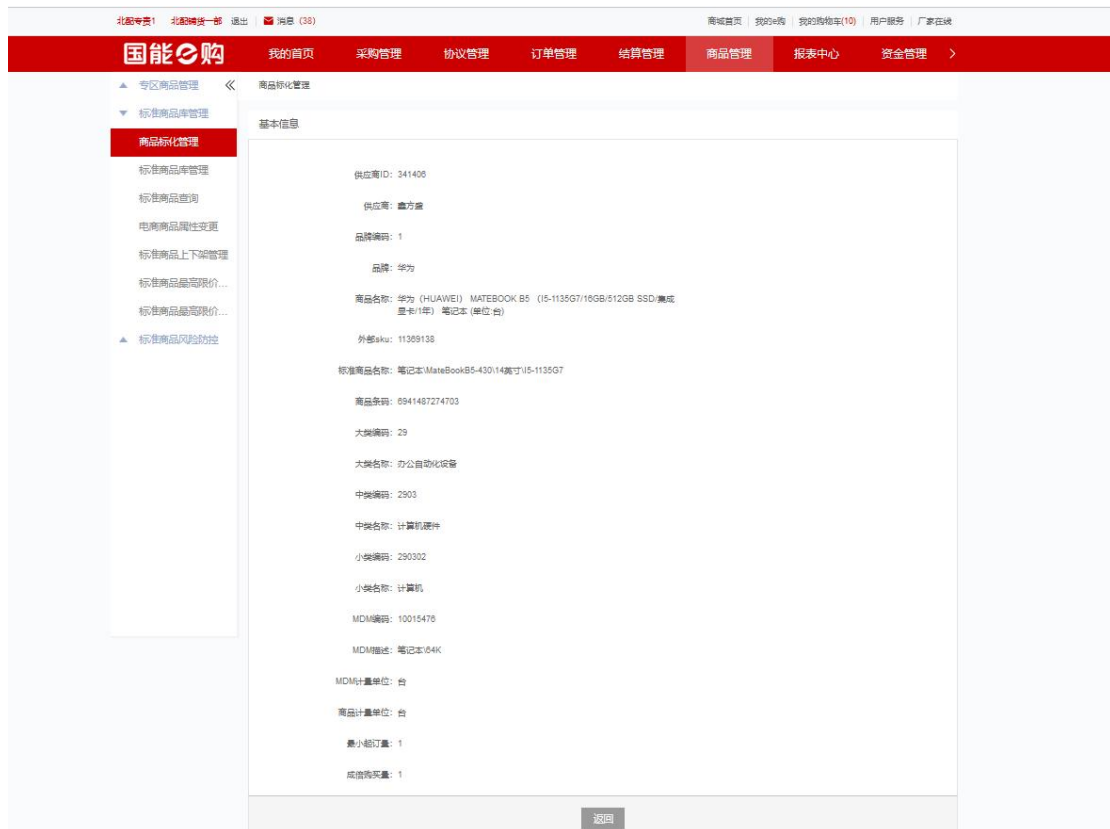 北配专责1 北配铺货一部 退出 消息 (38) 商城首页 我的e购 我的购物车(10) 用户服务 厂家在线
国能e购 我的首页 采购管理 协议管理 订单管理 结算管理 商品管理 报表中心 资金管理
专区商品管理
商品标化管理
标准商品库管理
基本信息
商品标化管理
标准商品库管理
标准商品查询
电商商品属性变更
标准商品上下架管理
标准商品最高限价...
标准商品最高限价...
标准商品风险防控
供应商ID: 341406
供应商: 鑫方盛
品牌编码: 1
品牌: 华为
商品名称: 华为（HUAWEI） MATEBOOK B5 （I5-1135G7/16GB/512GB SSD/集成
显卡/1年） 笔记本 (单位:台)
外部sku: 11369138
标准商品名称: 笔记本\MateBookB5-430\14英寸\I5-1135G7
商品条码: 6941487274703
大类编码: 29
大类名称: 办公自动化设备
中类编码: 2903
中类名称: 计算机硬件
小类编码: 290302
小类名称: 计算机
MDM编码: 10015476
MDM描述: 笔记本\64K
MDM计量单位: 台
商品计量单位: 台
最小起订量: 1
成倍购买量: 1
返回